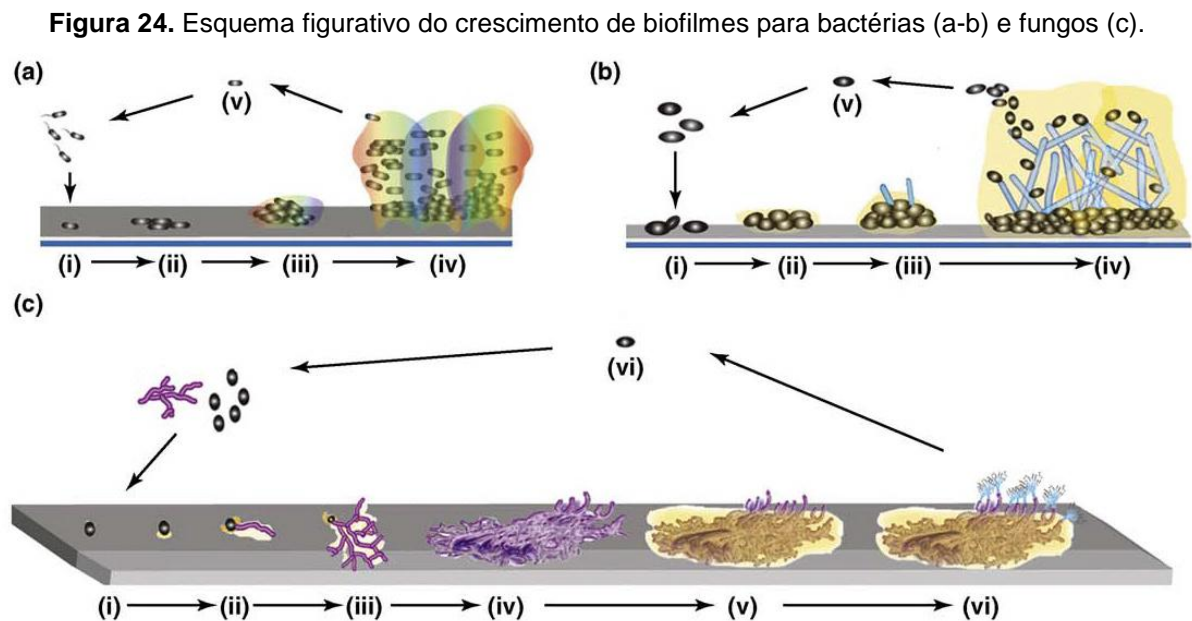 Figura 24. Esquema figurativo do crescimento de biofilmes para bactérias (a-b) e fungos (c).
(a)
(v)
(i) (ii) (iii) (iv)
(b)
(v)
(i) (ii) (iii) (iv)
(c)
(vi)
(i) (ii) (iii) (iv) (v) (vi)